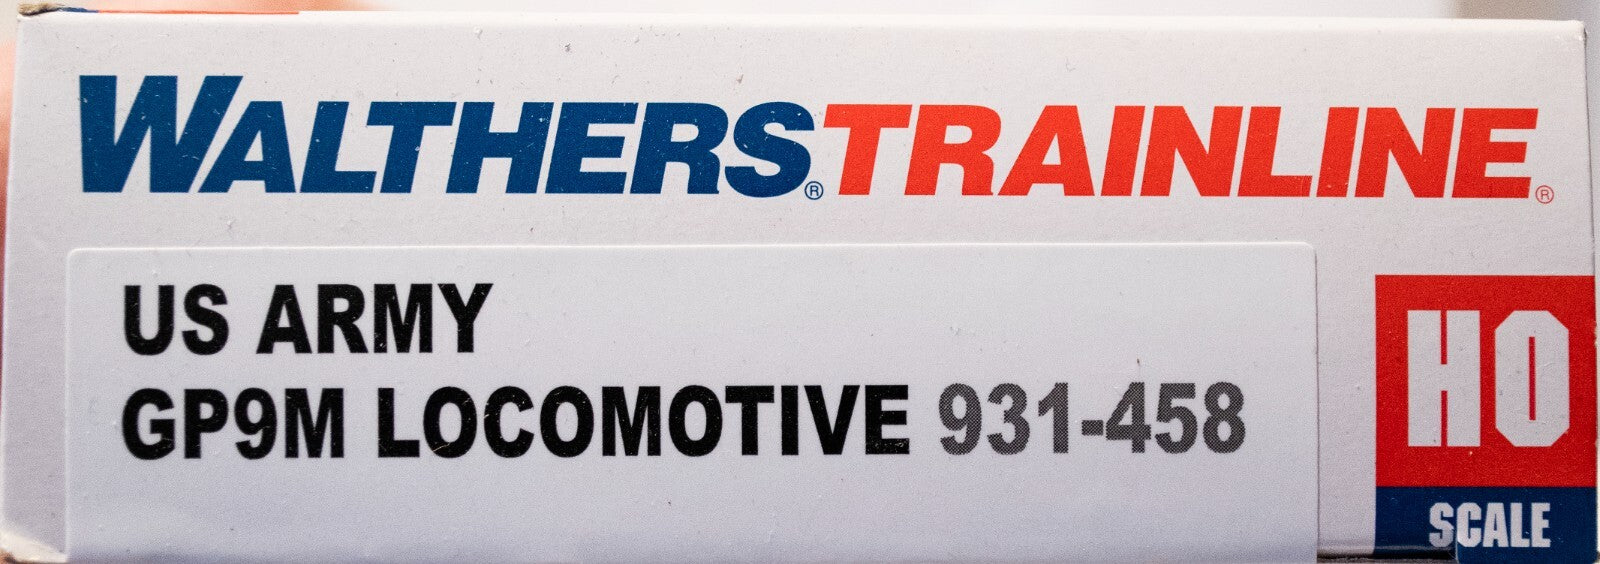 WALTHERS® TRAINLINE®
US ARMY
GP9M LOCOMOTIVE 931-458
HO
SCALE